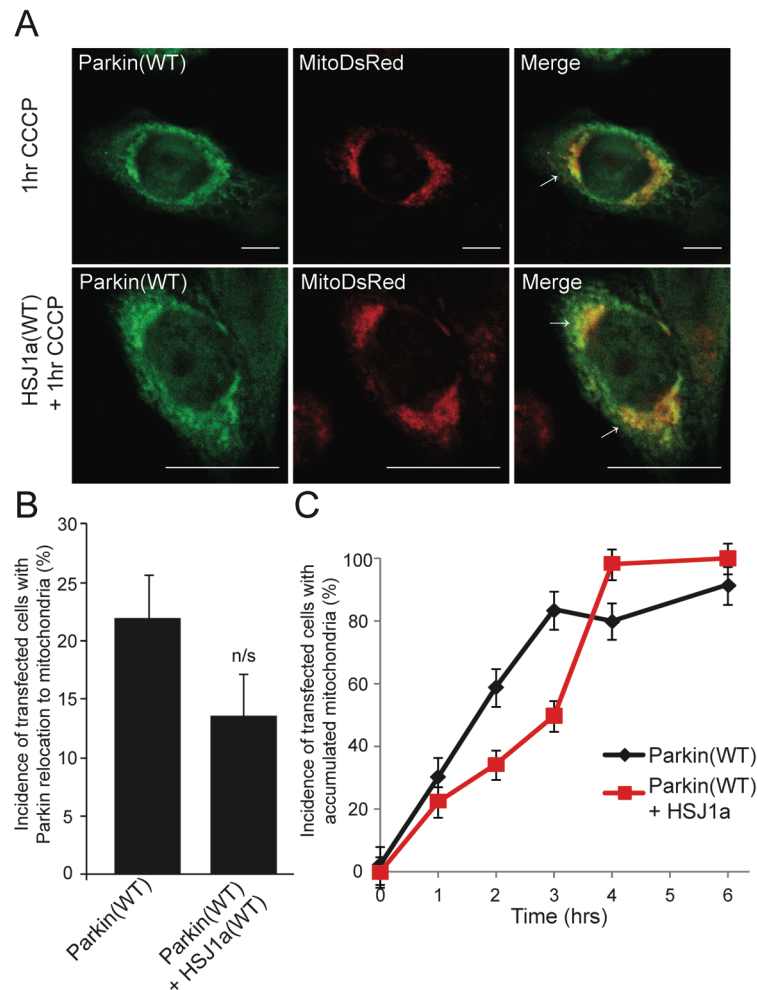 A
Parkin(WT)
MitoDsRed
Merge
1hr CCCP
Parkin(WT)
MitoDsRed
Merge
HSJ1a(WT)
+ 1hr CCCP
B
Incidence of transfected cells with
Parkin relocation to mitochondria (%)
30
25
20
15
10
5
0
n/s
Parkin(WT)
Parkin(WT)
+ HSJ1a(WT)
C
Incidence of transfected cells with
accumulated mitochondria (%)
100
80
60
40
20
0
0 1 2 3 4 5 6
Time (hrs)
Parkin(WT)
Parkin(WT)
+ HSJ1a